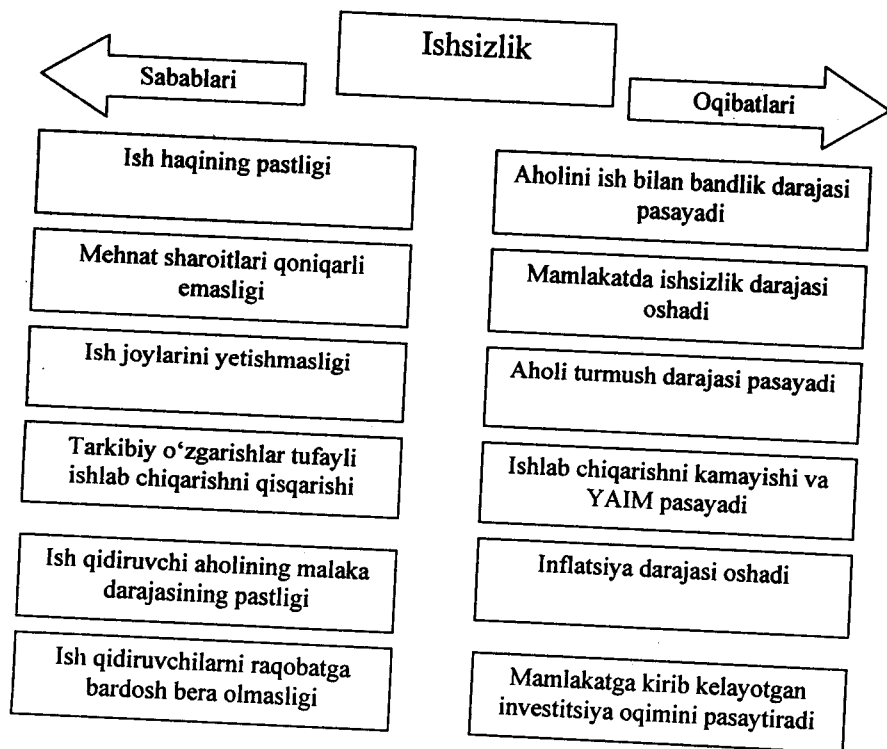 Ishsizlik
Sabablari
Oqibatlari
Ish haqining pastligi
Mehnat sharoitlari qoniqarli
emasligi
Ish joylarini yetishmasligi
Tarkibiy o‘zgarishlar tufayli
ishlab chiqarishni qisqarishi
Ish qidiruvchi aholining malaka
darajasining pastligi
Ish qidiruvchilarni raqobatga
bardosh bera olmasligi
Aholini ish bilan bandlik darajasi
pasayadi
Mamlakatda ishsizlik darajasi
oshadi
Aholi turmush darajasi pasayadi
Ishlab chiqarishni kamayishi va
YAIM pasayadi
Inflatsiya darajasi oshadi
Mamlakatga kirib kelayotgan
investitsiya oqimini pasaytiradi